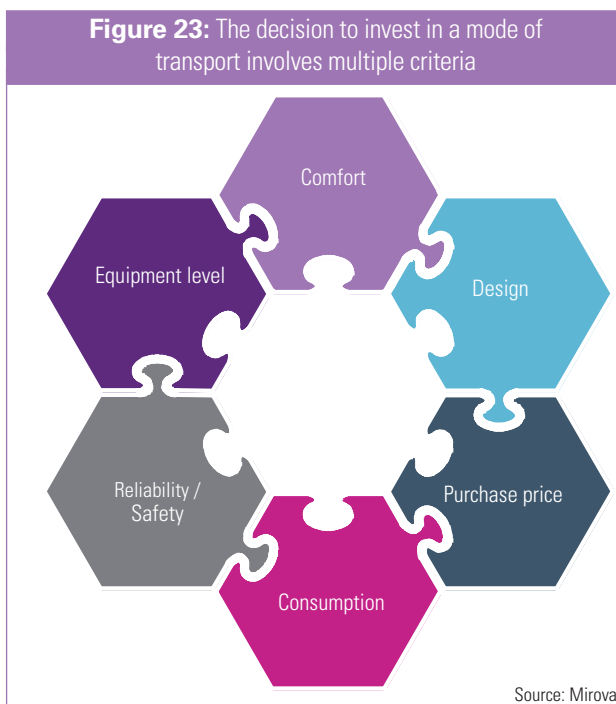 Figure 23: The decision to invest in a mode of
transport involves multiple criteria
Comfort
Equipment level
Design
Reliability /
Safety
Purchase price
Consumption
Source: Mirova